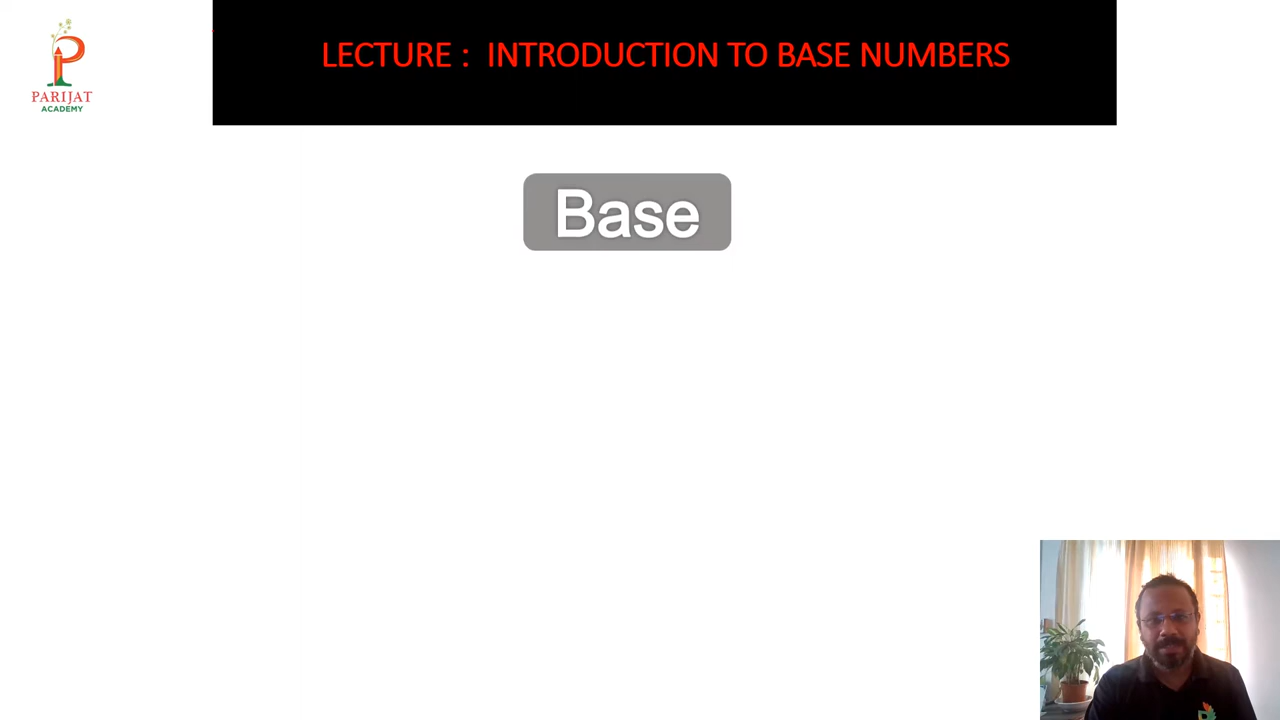 PARIJAT
ACADEMY
LECTURE : INTRODUCTION TO BASE NUMBERS
Base